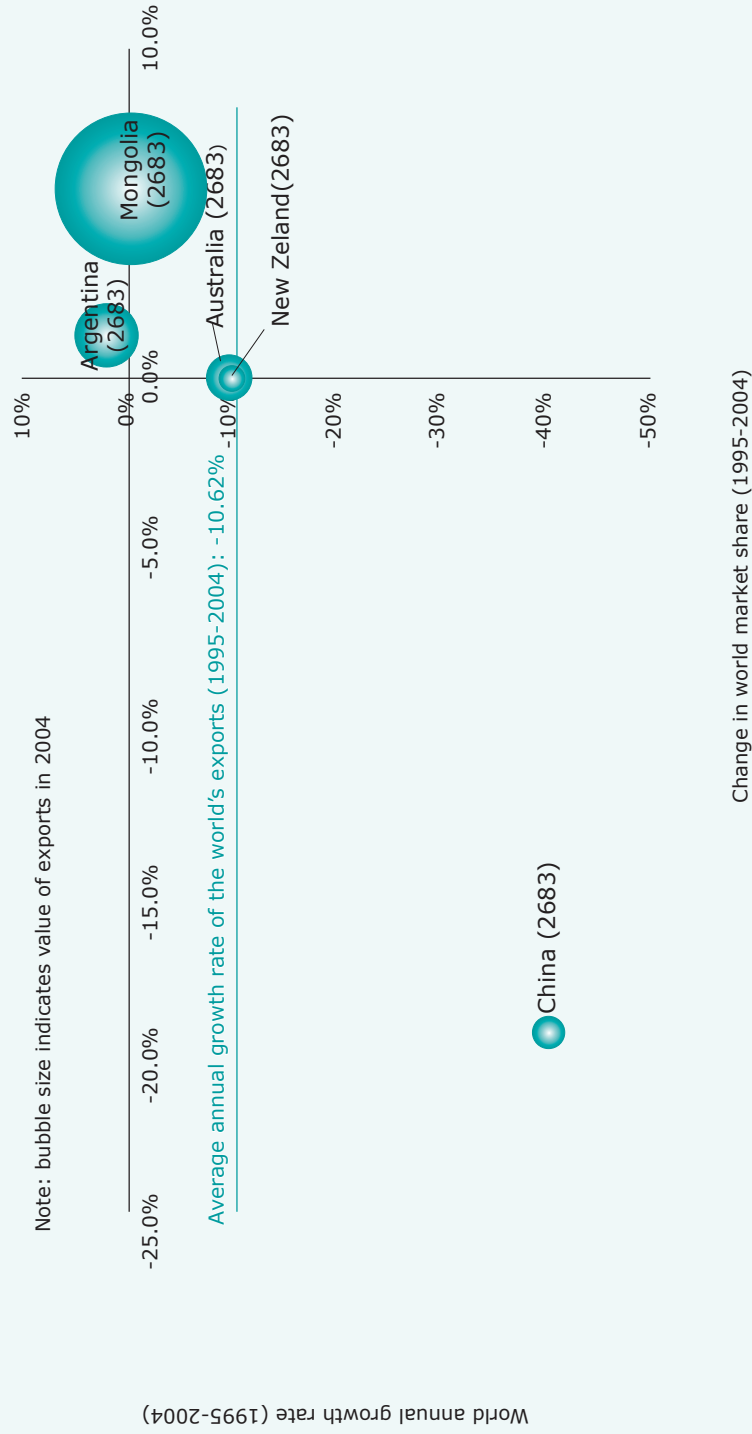 Note: bubble size indicates value of exports in 2004
10%
0%
-10%
-20%
-30%
-40%
-50%
-25.0%
-20.0%
-15.0%
-10.0%
-5.0%
0.0%
10.0%
Argentina
(2683)
Mongolia
(2683)
Australia (2683)
New Zeland(2683)
China (2683)
Average annual growth rate of the world's exports (1995-2004): -10.62%
World annual growth rate (1995-2004)
Change in world market share (1995-2004)